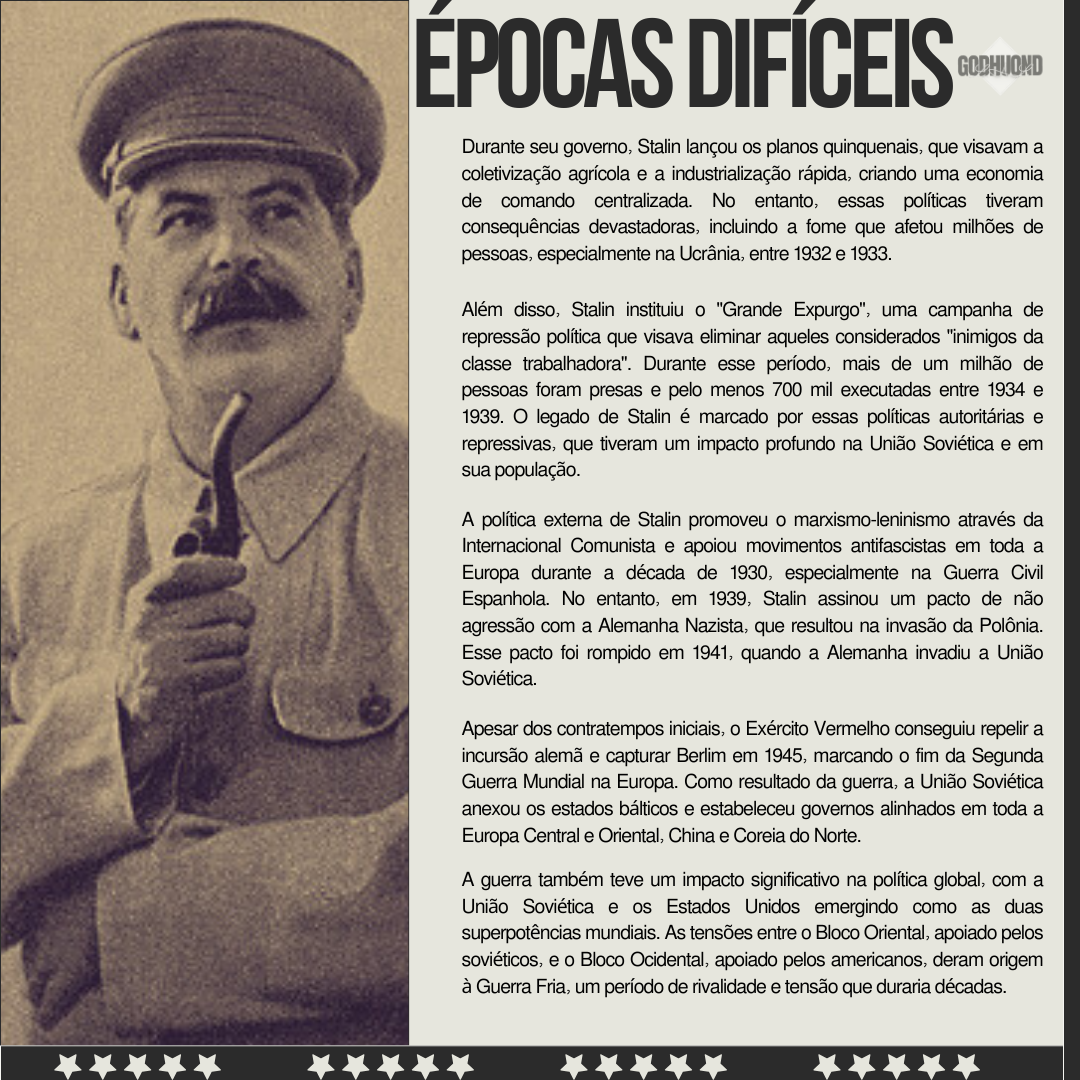 ÉPOCAS DIFÍCEIS
GODHUOND
Durante seu governo, Stalin lançou os planos quinquenais, que visavam a
coletivização agrícola e a industrialização rápida, criando uma economia
de comando centralizada. No entanto, essas políticas tiveram
consequências devastadoras, incluindo a fome que afetou milhões de
pessoas, especialmente na Ucrânia, entre 1932 e 1933.
Além disso, Stalin instituiu o "Grande Expurgo", uma campanha de
repressão política que visava eliminar aqueles considerados "inimigos da
classe trabalhadora". Durante esse período, mais de um milhão de
pessoas foram presas e pelo menos 700 mil executadas entre 1934 e
1939. O legado de Stalin é marcado por essas políticas autoritárias e
repressivas, que tiveram um impacto profundo na União Soviética e em
sua população.
A política externa de Stalin promoveu o marxismo-leninismo através da
Internacional Comunista e apoiou movimentos antifascistas em toda a
Europa durante a década de 1930, especialmente na Guerra Civil
Espanhola. No entanto, em 1939, Stalin assinou um pacto de não
agressão com a Alemanha Nazista, que resultou na invasão da Polônia.
Esse pacto foi rompido em 1941, quando a Alemanha invadiu a União
Soviética.
Apesar dos contratempos iniciais, o Exército Vermelho conseguiu repelir a
incursão alemã e capturar Berlim em 1945, marcando o fim da Segunda
Guerra Mundial na Europa. Como resultado da guerra, a União Soviética
anexou os estados bálticos e estabeleceu governos alinhados em toda a
Europa Central e Oriental, China e Coreia do Norte.
A guerra também teve um impacto significativo na política global, com a
União Soviética e os Estados Unidos emergindo como as duas
superpotências mundiais. As tensões entre o Bloco Oriental, apoiado pelos
soviéticos, e o Bloco Ocidental, apoiado pelos americanos, deram origem
à Guerra Fria, um período de rivalidade e tensão que duraria décadas.